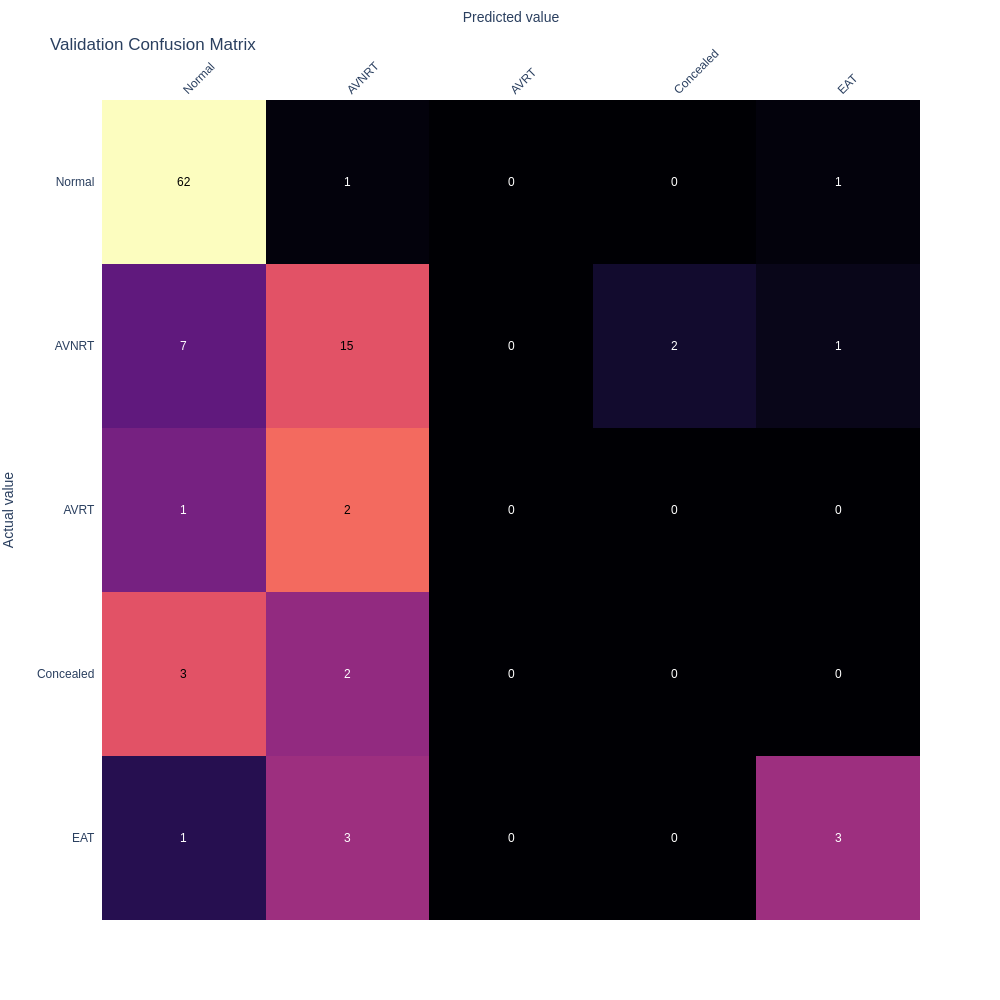 Predicted value
Validation Confusion Matrix
Normal AVNRT AVRT Concealed EAT
Normal 62 1 0 0 1
AVNRT 7 15 0 2 1
Actual value
AVRT 1 2 0 0 0
Concealed 3 2 0 0 0
EAT 1 3 0 0 3